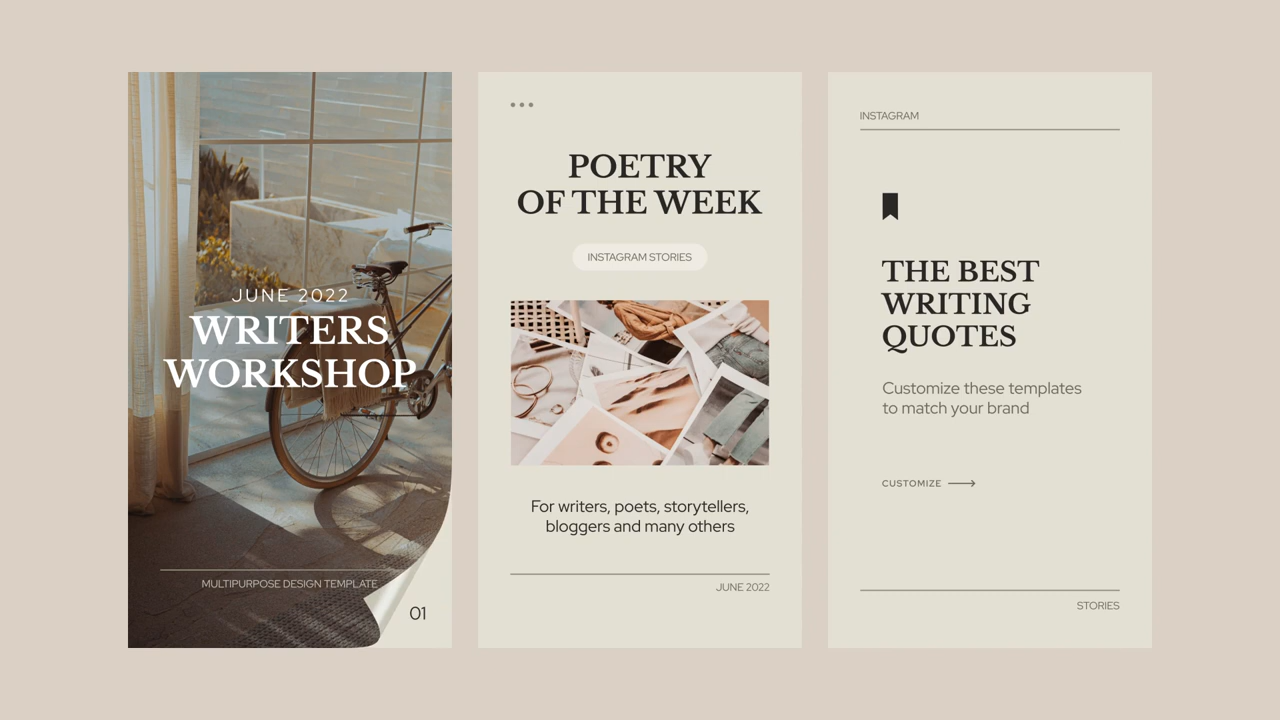 JUNE 2022
WRITERS
WORKSHOP
MULTIPURPOSE DESIGN TEMPLATE
01
POETRY
OF THE WEEK
INSTAGRAM STORIES
For writers, poets, storytellers,
bloggers and many others
JUNE 2022
INSTAGRAM
THE BEST
WRITING
QUOTES
Customize these templates
to match your brand
CUSTOMIZE
STORIES